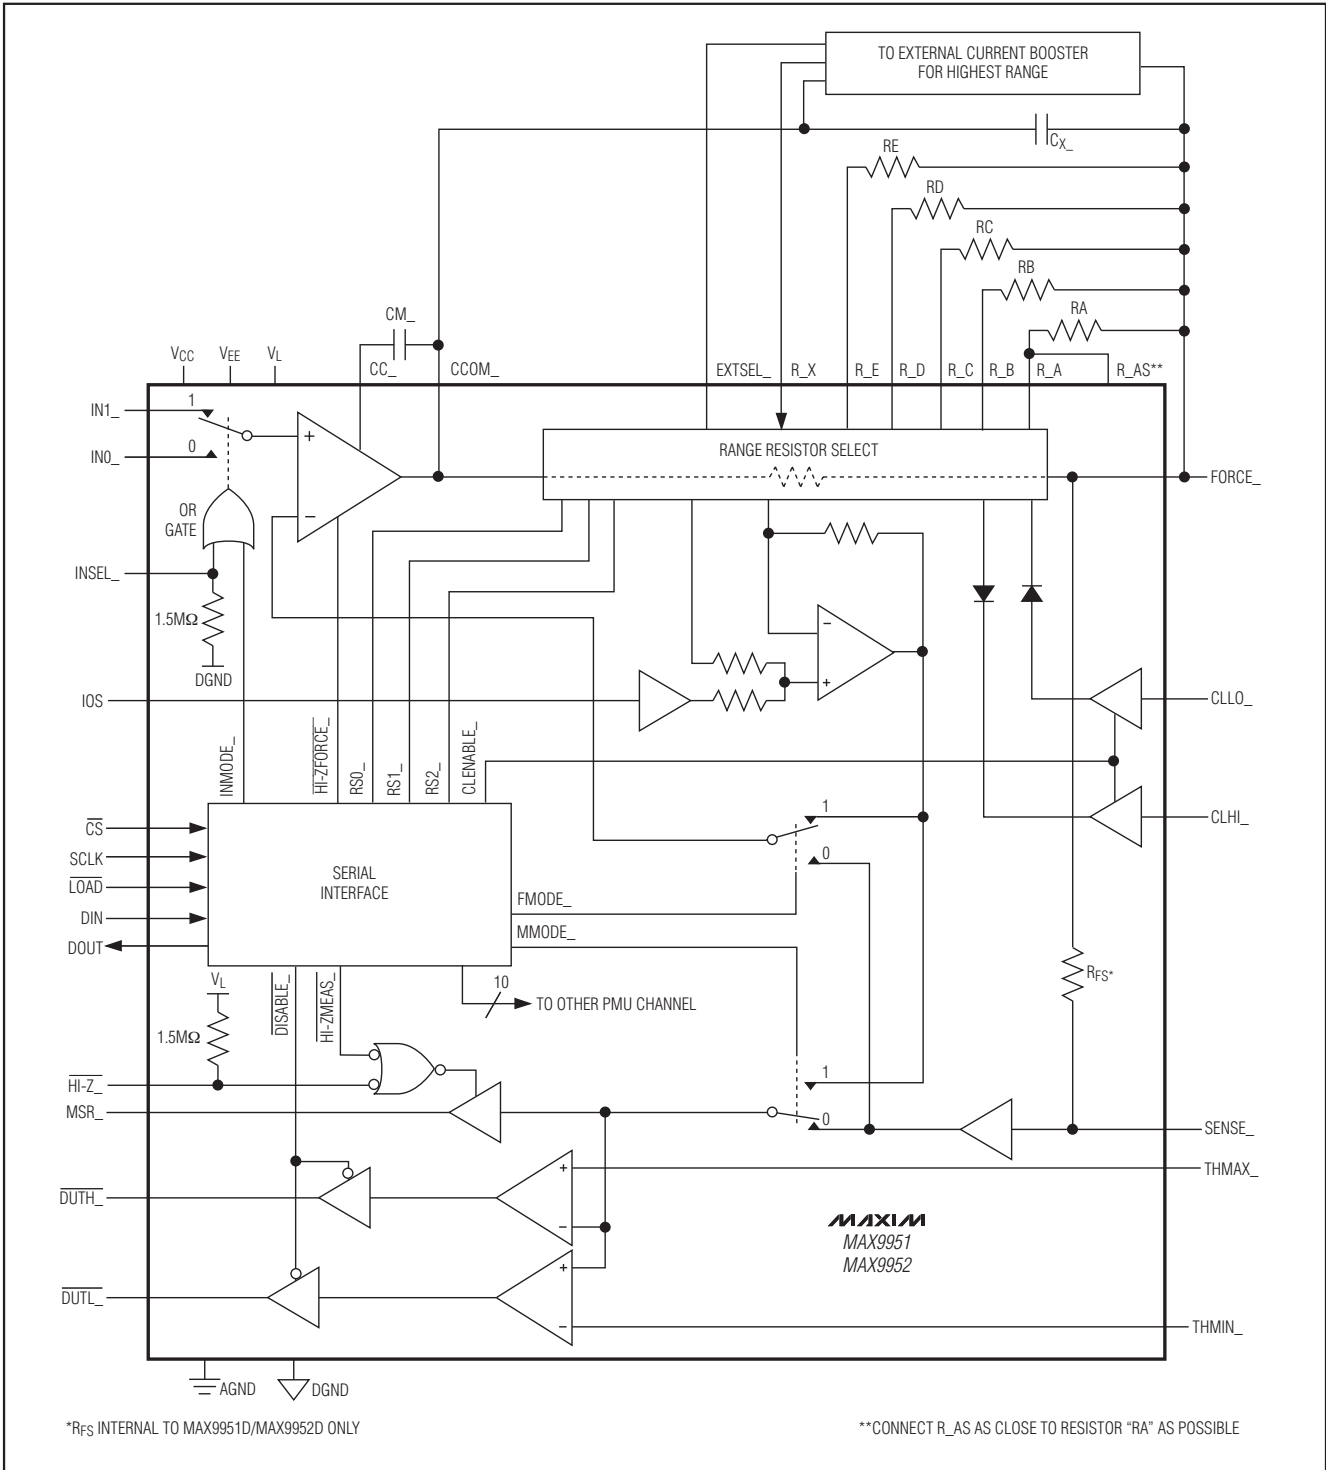 TO EXTERNAL CURRENT BOOSTER
FOR HIGHEST RANGE
CX_
RE
RD
RC
RB
RA
CM_
VCC
VEE
VL
CC_
CCOM_
EXTSEL_
R_X
R_E
R_D
R_C
R_B
R_A
R_AS**
IN1_
1
+
RANGE RESISTOR SELECT
IN0_
0
FORCE_
OR
GATE
−
INSEL_
1.5MΩ
DGND
−
+
IOS
CLLO_
INMODE_
HI-ZFORCE_
RS0_
RS1_
RS2_
CLENABLE_
CLHI_
1
0
CS
SCLK
LOAD
DIN
DOUT
SERIAL
INTERFACE
FMODE_
MMODE_
RFS*
VL
1.5MΩ
DISABLE_
HI-ZMEAS_
10
TO OTHER PMU CHANNEL
HI-Z_
MSR_
1
0
SENSE_
THMAX_
+
−
DUTH_
MAXIM
MAX9951
MAX9952
+
−
DUTL_
THMIN_
AGND
DGND
*RFS INTERNAL TO MAX9951D/MAX9952D ONLY
**CONNECT R_AS AS CLOSE TO RESISTOR “RA” AS POSSIBLE